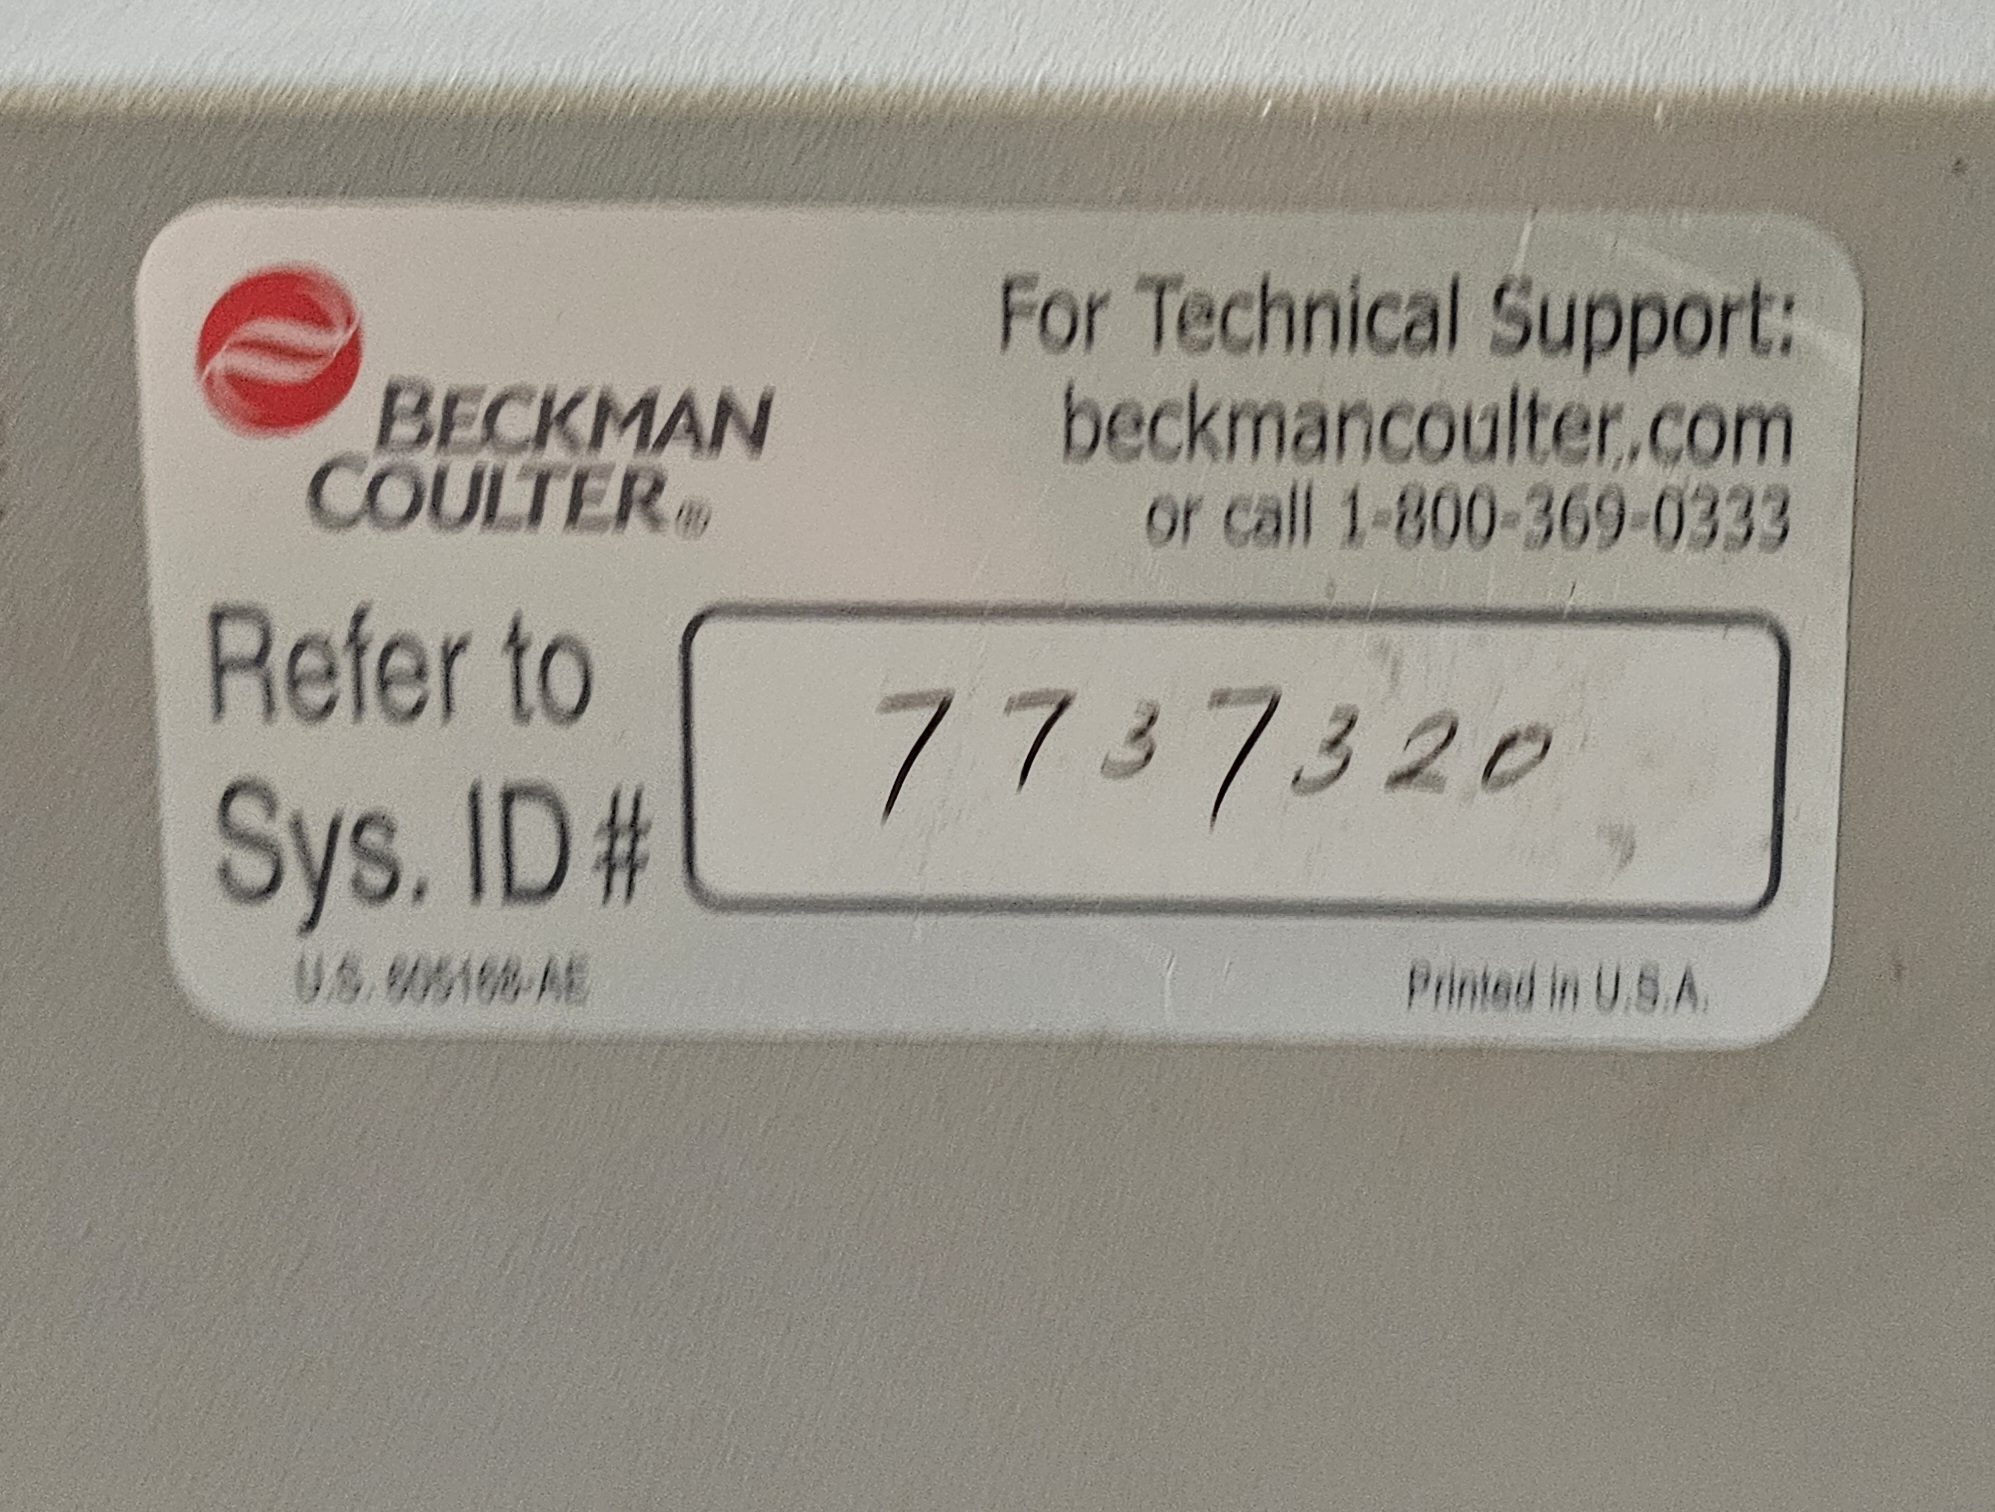 BECKMAN
COULTER®
For Technical Support:
beckmancoulter.com
or call 1-800-369-0333
Refer to
Sys. ID# 7737320
U.S.
Printed in U.S.A.